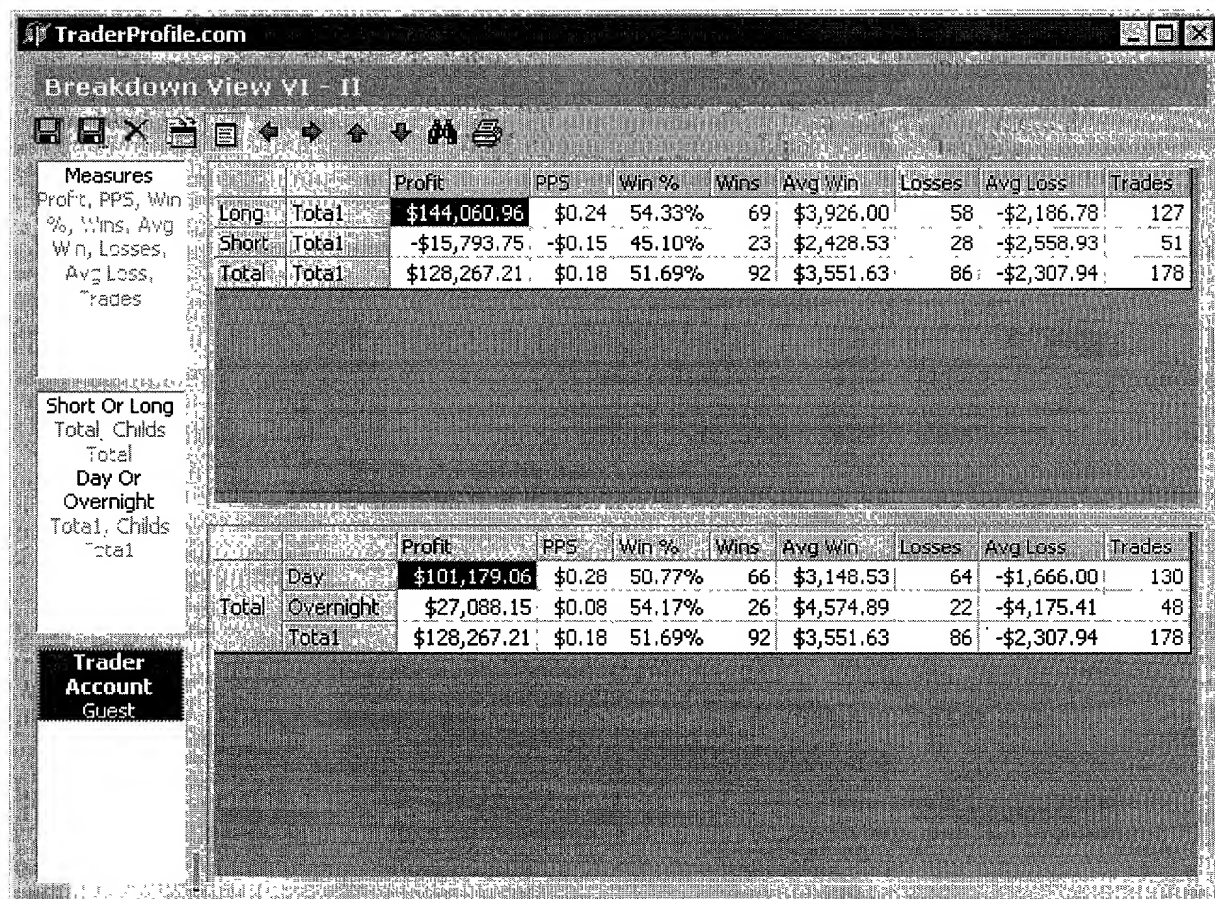 TraderProfile.com
Breakdown View VI - II
Measures
Profit, PPS, Win
%, Wins, Avg
Win, Losses,
Avg Loss,
Trades
Profit PPS Win % Wins Avg Win Losses Avg Loss Trades
Long Total $144,060.96 $0.24 54.33% 69 $3,926.00 58 -$2,186.78 127
Short Total -$15,793.75 -$0.15 45.10% 23 $2,428.53 28 -$2,558.93 51
Total Total $128,267.21 $0.18 51.69% 92 $3,551.63 86 -$2,307.94 178
Short Or Long
Total, Childs
Total
Day Or
Overnight
Total, Childs
Total
Profit PPS Win % Wins Avg Win Losses Avg Loss Trades
Day $101,179.06 $0.28 50.77% 66 $3,148.53 64 -$1,666.00 130
Total Overnight $27,088.15 $0.08 54.17% 26 $4,574.89 22 -$4,175.41 48
Total $128,267.21 $0.18 51.69% 92 $3,551.63 86 -$2,307.94 178
Trader
Account
Guest